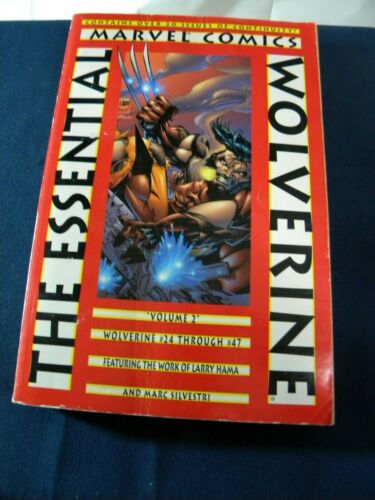 CONTAINS OVER 20 ISSUES OF CONTINUITY!
MARVEL COMICS
THE ESSENTIAL
WOLVERINE
"VOLUME 2"
WOLVERINE #24 THROUGH #47
FEATURING THE WORK OF LARRY HAMA
AND MARC SILVESTRI